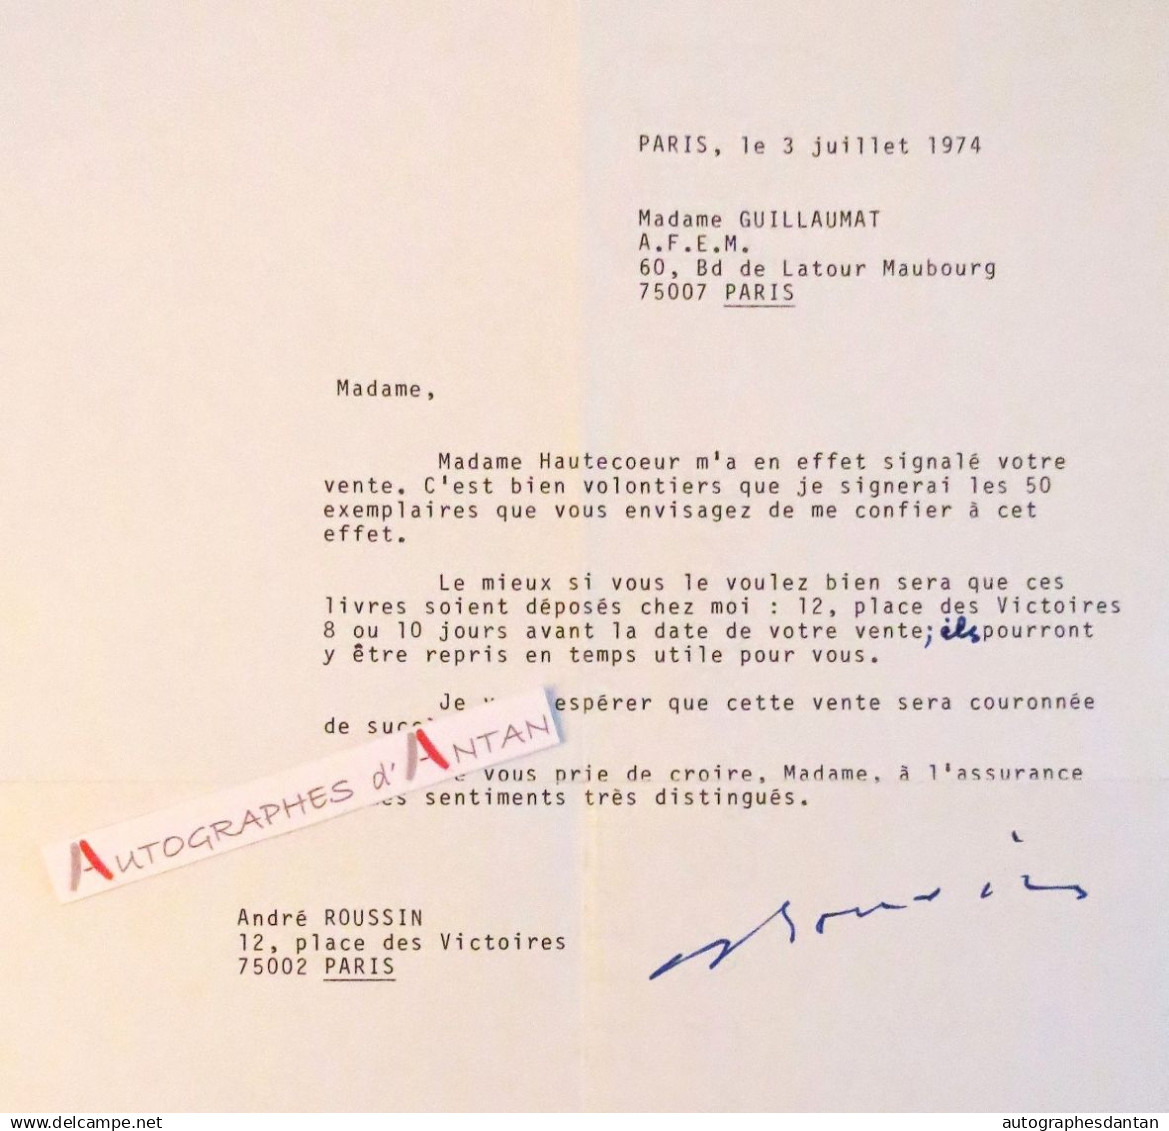 PARIS, le 3 juillet 1974
Madame GUILLAUMAT
A.F.E.M.
60, Bd de Latour Maubourg
75007 PARIS
Madame,
Madame Hautecoeur m'a en effet signalé votre
vente. C'est bien volontiers que je signerai les 50
exemplaires que vous envisagez de me confier à cet
effet.
Le mieux si vous le voulez bien sera que ces
livres soient déposés chez moi : 12, place des Victoires
8 ou 10 jours avant la date de votre vente; ils pourront
y être repris en temps utile pour vous.
Je espérer que cette vente sera couronnée
de
vous prie de croire, Madame, à l'assurance
sentiments très distingués.
AUTOGRAPHES d'ANTAN
André ROUSSIN
12, place des Victoires
75002 PARIS
Roussin
delcampe.net
autographesdantan